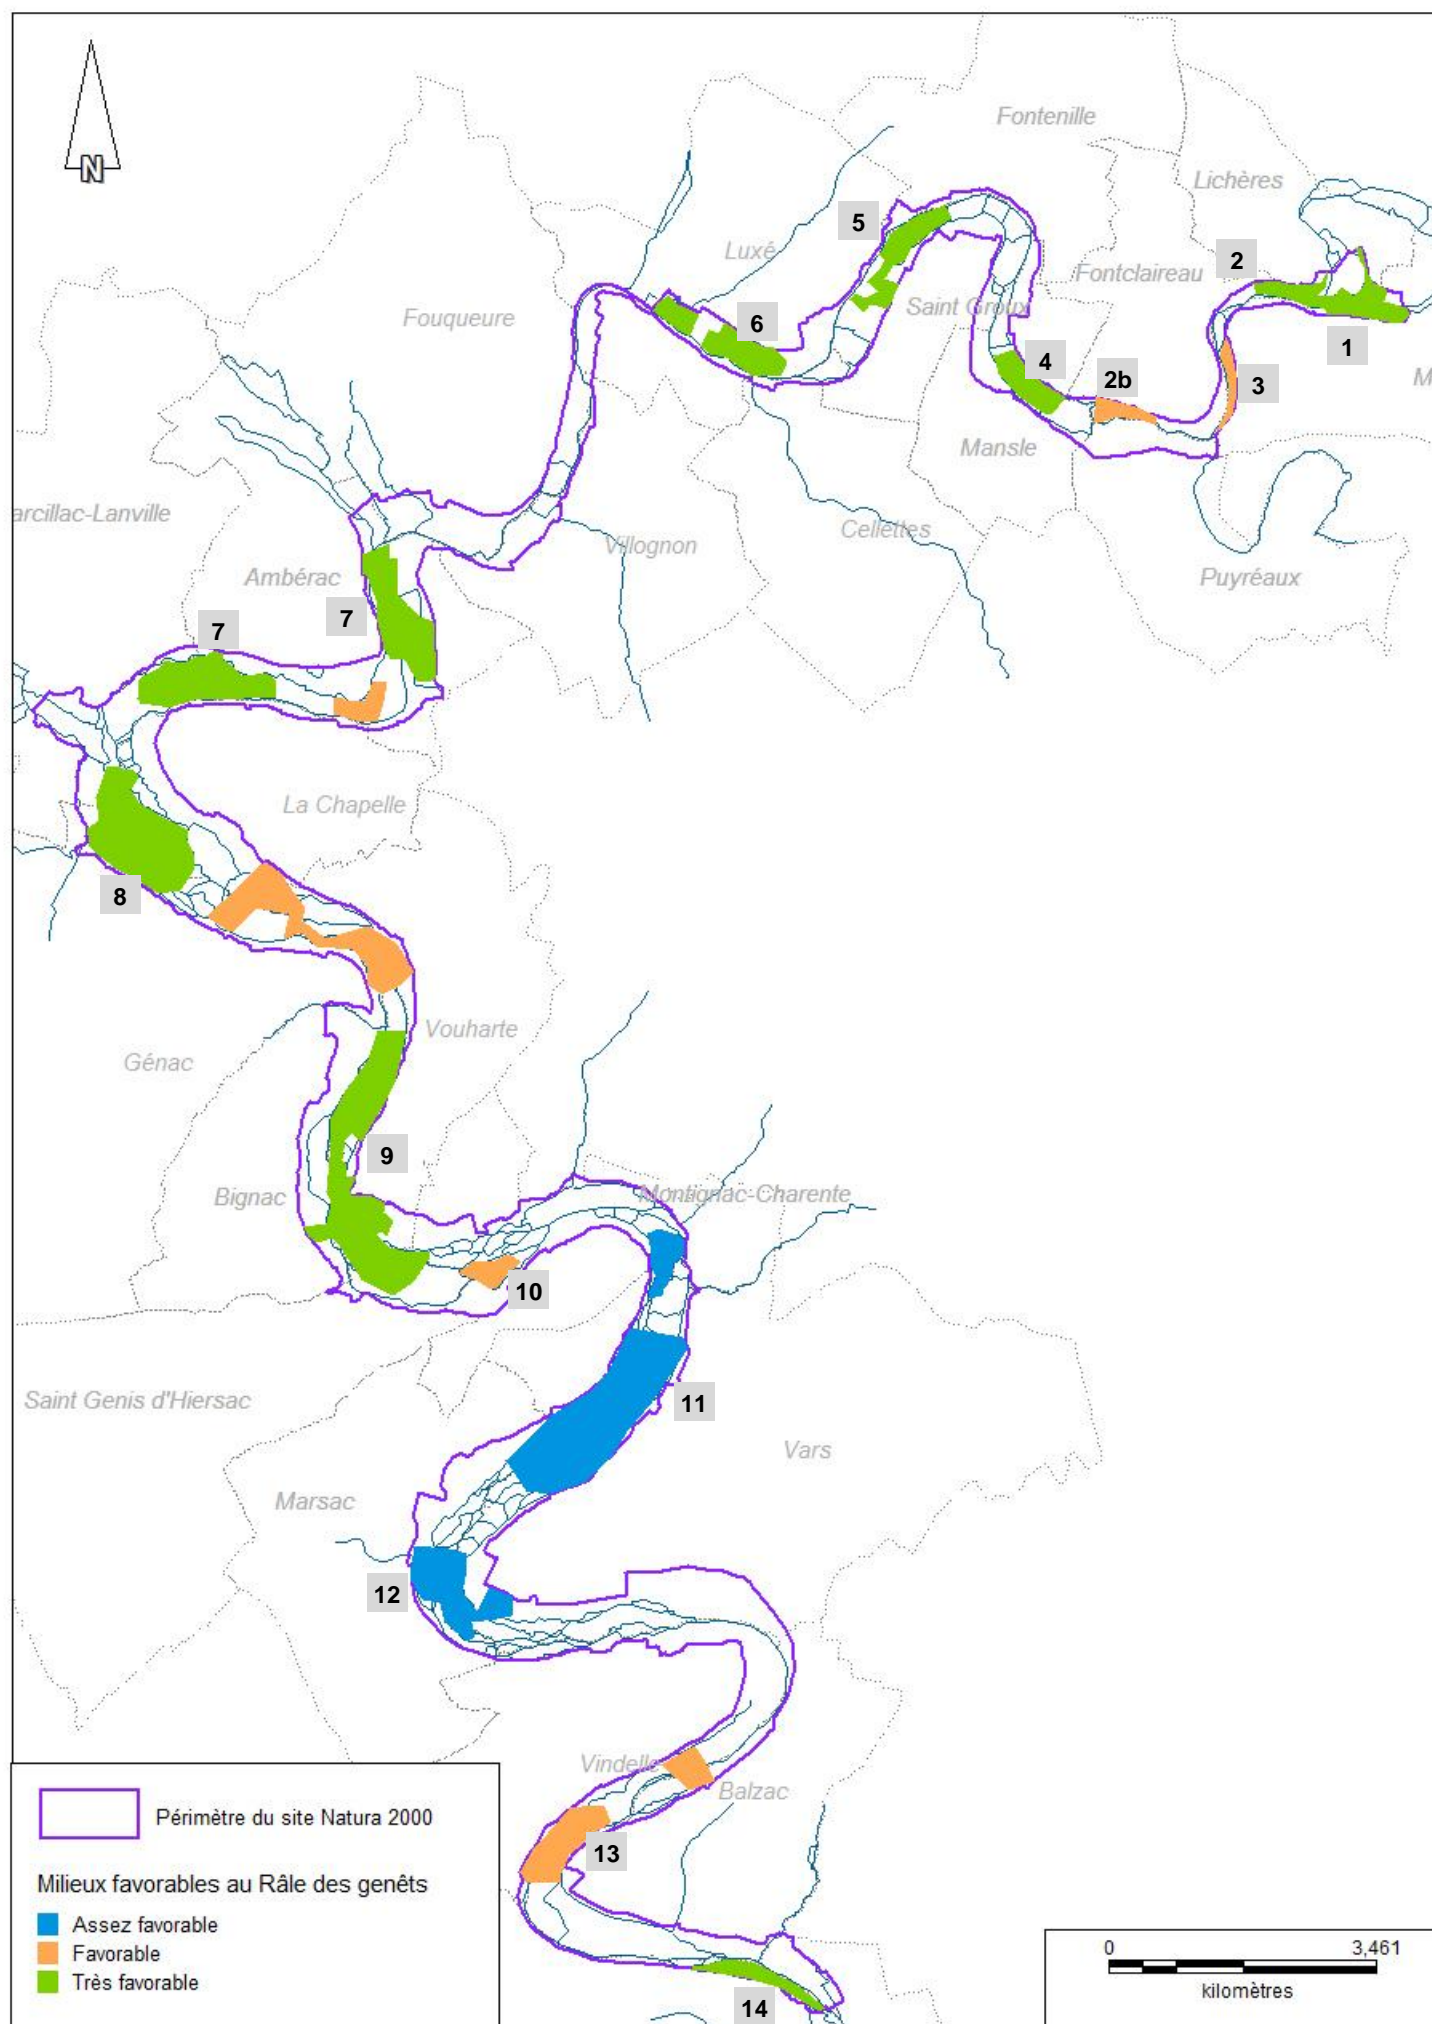 N
Fontenille
Lichères
5
Luxé
2
Fontclaireau
Fouqueure
Saint Groux
6
1
4
2b
3
M
Mansle
arcillac-Lanville
Cellettes
Villognon
Ambérac
Puyréaux
7
7
La Chapelle
8
Vouharte
Génac
9
Bignac
Montignac-Charente
10
Saint Genis d'Hiersac
11
Vars
Marsac
12
Vindelle
Balzac
13
14
Périmètre du site Natura 2000
Milieux favorables au Râle des genêts
Assez favorable
Favorable
Très favorable
0 3,461
kilomètres